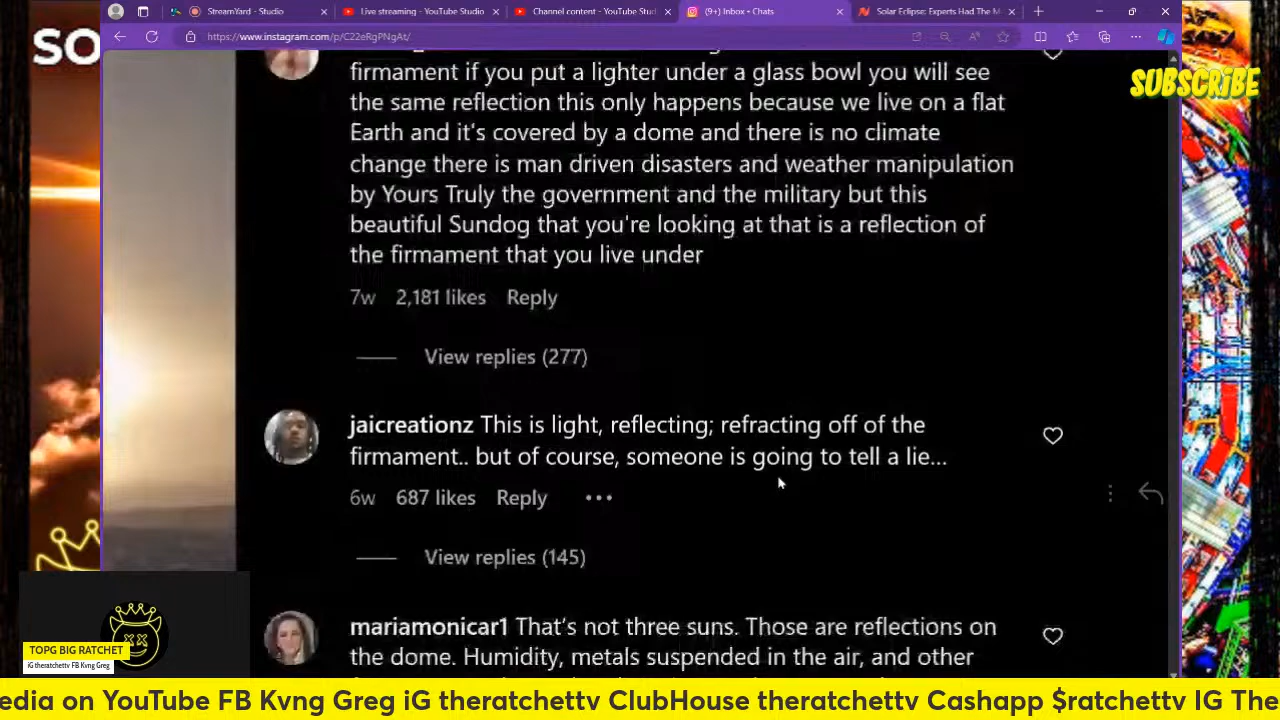 SO
StreamYard - Studio
Live streaming - YouTube Studio
Channel content - YouTube Stud
(9+) Inbox • Chats
Solar Eclipse: Experts Had The M
https://www.instagram.com/p/C22eRgPNgAt/
SUBSCRIBE
firmament if you put a lighter under a glass bowl you will see
the same reflection this only happens because we live on a flat
Earth and it's covered by a dome and there is no climate
change there is man driven disasters and weather manipulation
by Yours Truly the government and the military but this
beautiful Sundog that you're looking at that is a reflection of
the firmament that you live under
7w 2,181 likes Reply
View replies (277)
jaicreationz This is light, reflecting; refracting off of the
firmament.. but of course, someone is going to tell a lie...
6w 687 likes Reply
View replies (145)
mariamonicar1 That's not three suns. Those are reflections on
the dome. Humidity, metals suspended in the air, and other
TOPG BIG RATCHET
iG theratchettv FB Kvng Greg
edia on YouTube FB Kvng Greg iG theratchettv ClubHouse theratchettv Cashapp $ratchettv IG The